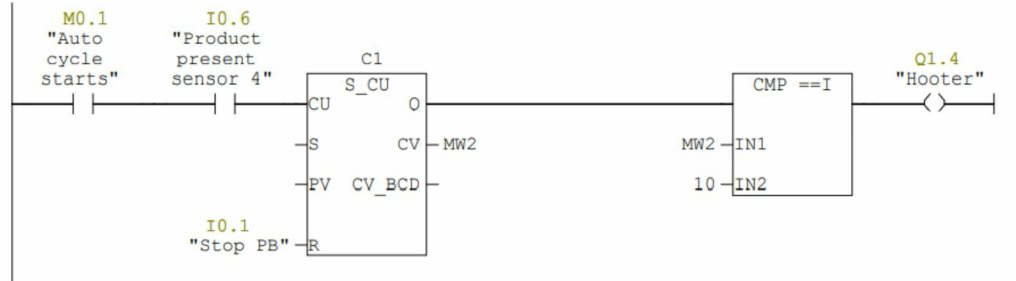 M0.1
"Auto
cycle
starts"
I0.6
"Product
present
sensor 4"
C1
S_CU
CU
Q
S
CV
MW2
PV
CV_BCD
I0.1
"Stop PB"
R
CMP ==I
MW2
IN1
10
IN2
Q1.4
"Hooter"